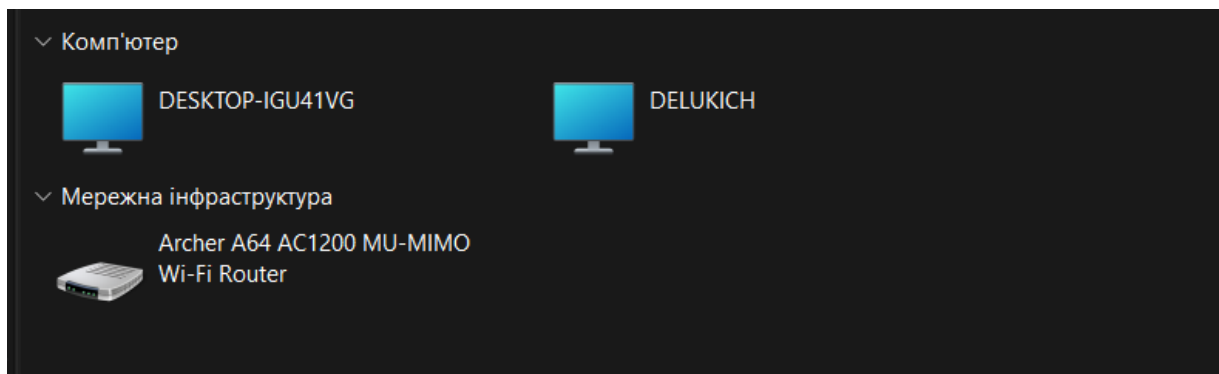 Комп'ютер
DESKTOP-IGU41VG
DELUKICH
Мережна інфраструктура
Archer A64 AC1200 MU-MIMO
Wi-Fi Router